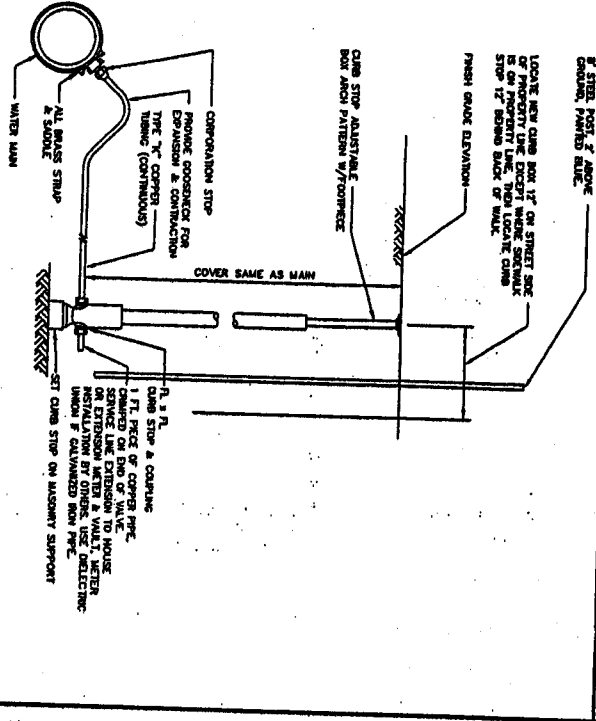 8' STEEL POST, 2' ABOVE
GROUND, PAINTED BLUE.
LOCATE NEW CURB BOX 12" ON STREET SIDE
OF PROPERTY LINE EXCEPT WHERE SIDEWALK
IS ON PROPERTY LINE, THEN LOCATE CURB
STOP 12" BEHIND BACK OF WALK.
FINISH GRADE ELEVATION
CURB STOP ADJUSTABLE
BOX ARCH PATTERN W/FOOTPIECE
COVER SAME AS MAIN
CORPORATION STOP
PROVIDE GOOSENECK FOR
EXPANSION & CONTRACTION
TYPE "K" COPPER
TUBING (CONTINUOUS)
ALL BRASS STRAP
& SADDLE
WATER MAIN
FL x FL
CURB STOP & COUPLING
1 FT. PIECE OF COPPER PIPE,
CRIMPED ON END OF VALVE.
SERVICE LINE EXTENSION TO HOUSE
OR EXTENSION METER & VAULT, METER
INSTALLATION BY OTHERS. USE DIELECTRIC
UNION IF GALVANIZED IRON PIPE.
SET CURB STOP ON MASONRY SUPPORT